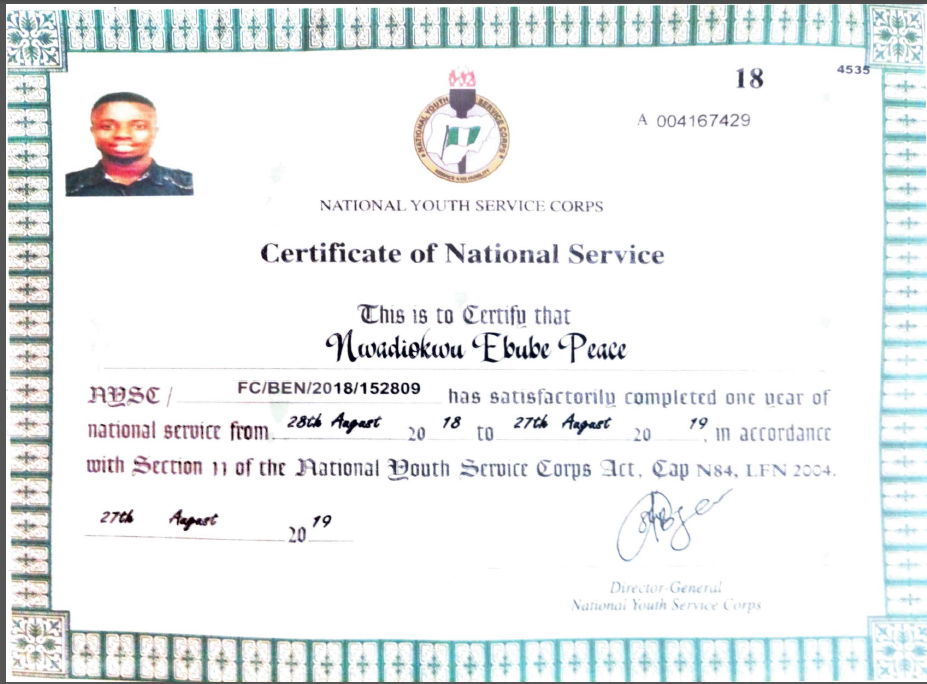 18
4535
A 004167429
NATIONAL YOUTH SERVICE CORPS
SERVICE AND HUMILITY
NATIONAL YOUTH SERVICE CORPS
Certificate of National Service
This is to Certify that
Nwadiokwu Ebube Peace
NYSC / FC/BEN/2018/152809 has satisfactorily completed one year of
national service from 28th August 20 18 to 27th August 20 19, in accordance
with Section 11 of the National Youth Service Corps Act, Cap N84, LFN 2004.
27th August 20 19
Director-General
National Youth Service Corps